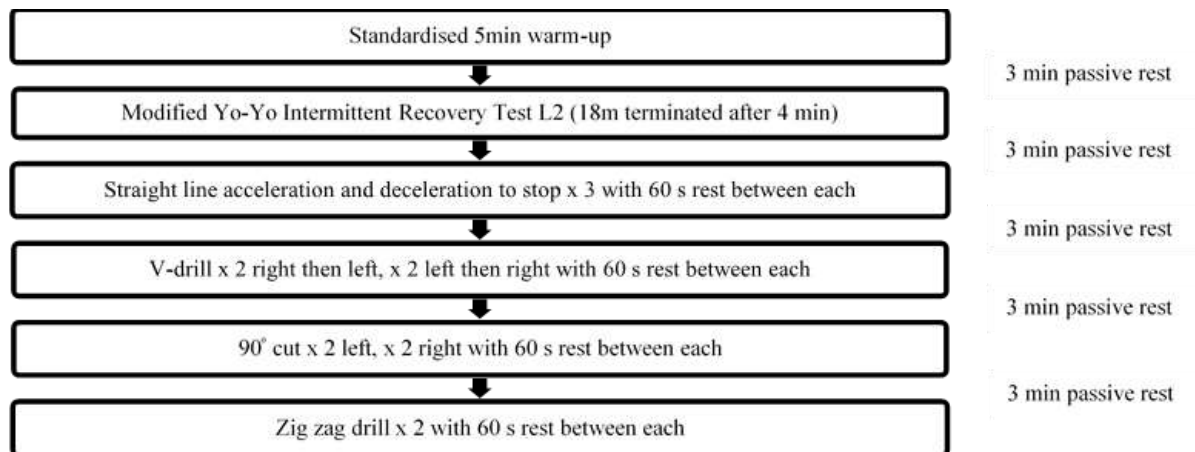 Standardised 5min warm-up
3 min passive rest
Modified Yo-Yo Intermittent Recovery Test L2 (18m terminated after 4 min)
3 min passive rest
Straight line acceleration and deceleration to stop x 3 with 60 s rest between each
3 min passive rest
V-drill x 2 right then left, x 2 left then right with 60 s rest between each
3 min passive rest
90° cut x 2 left, x 2 right with 60 s rest between each
3 min passive rest
Zig zag drill x 2 with 60 s rest between each